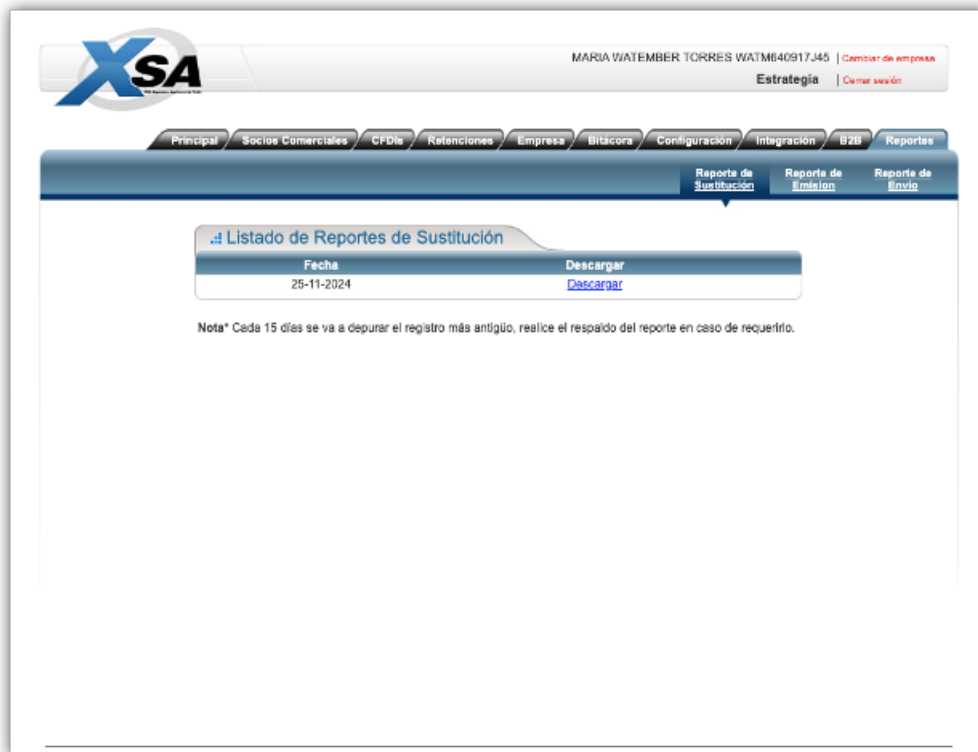 XSA
MARIA WATEMBER TORRES WATM640917J45 | Cambiar de empresa
Estrategia | Cerrar sesión
Principal Socios Comerciales CFDIs Retenciones Empresa Bitácora Configuración Integración B2B Reportes
Reporte de Sustitución Reporte de Emision Reporte de Envío
Listado de Reportes de Sustitución
Fecha Descargar
25-11-2024 Descargar
Nota* Cada 15 días se va a depurar el registro más antigüo, realice el respaldo del reporte en caso de requerirlo.